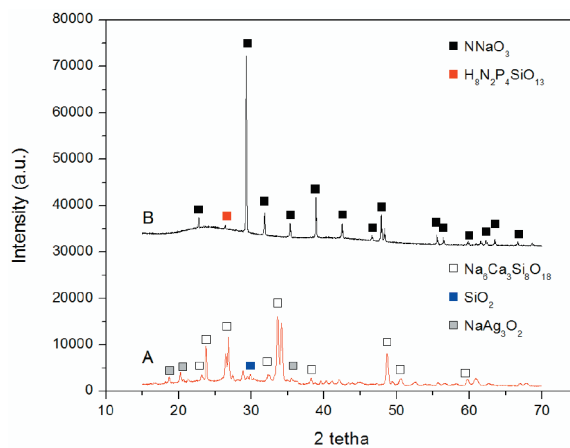 80000
70000
60000
50000
40000
30000
20000
10000
0
Intensity (a.u.)
NNaO₃
H₈N₂P₄SiO₁₃
B
Na₆Ca₃Si₈O₁₈
SiO₂
NaAg₃O₂
A
10 20 30 40 50 60 70
2 tetha